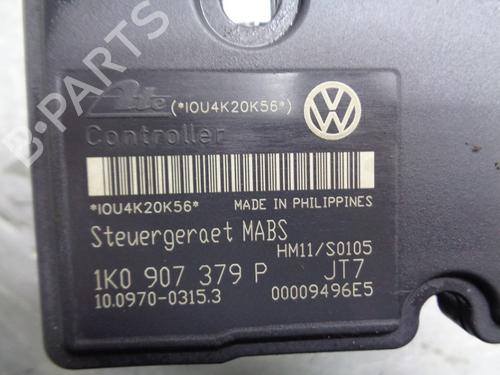 B-PARTS
Ate (*IOU4K20K56*)
Controller
*IOU4K20K56* MADE IN PHILIPPINES
Steuergeraet MABS
HM11/S0105
1K0 907 379 P JT7
10.0970-0315.3 00009496E5